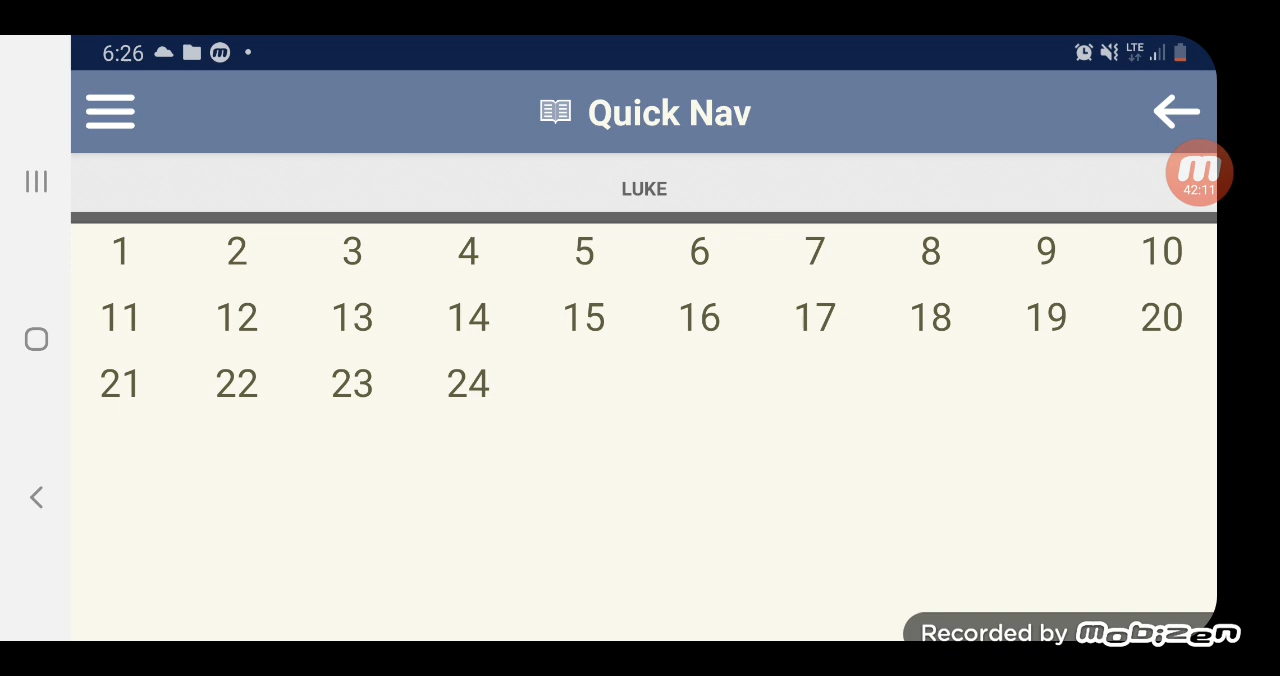 6:26 m LTE
Quick Nav
LUKE
m
42:11
1 2 3 4 5 6 7 8 9 10
11 12 13 14 15 16 17 18 19 20
21 22 23 24
Recorded by mobizen